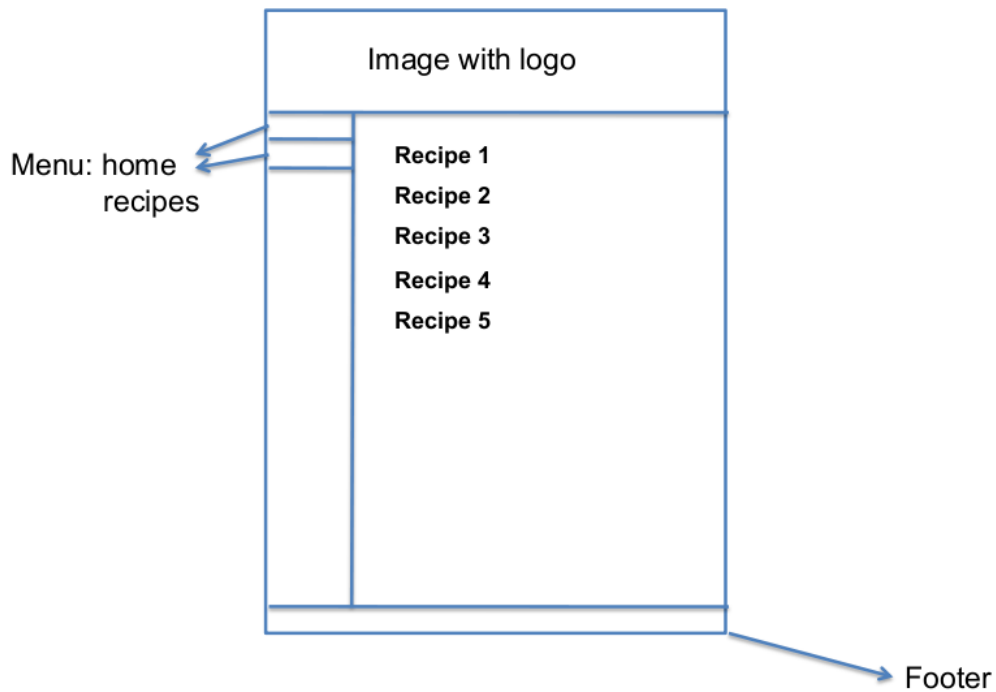 Image with logo
Menu: home
recipes
Recipe 1
Recipe 2
Recipe 3
Recipe 4
Recipe 5
Footer